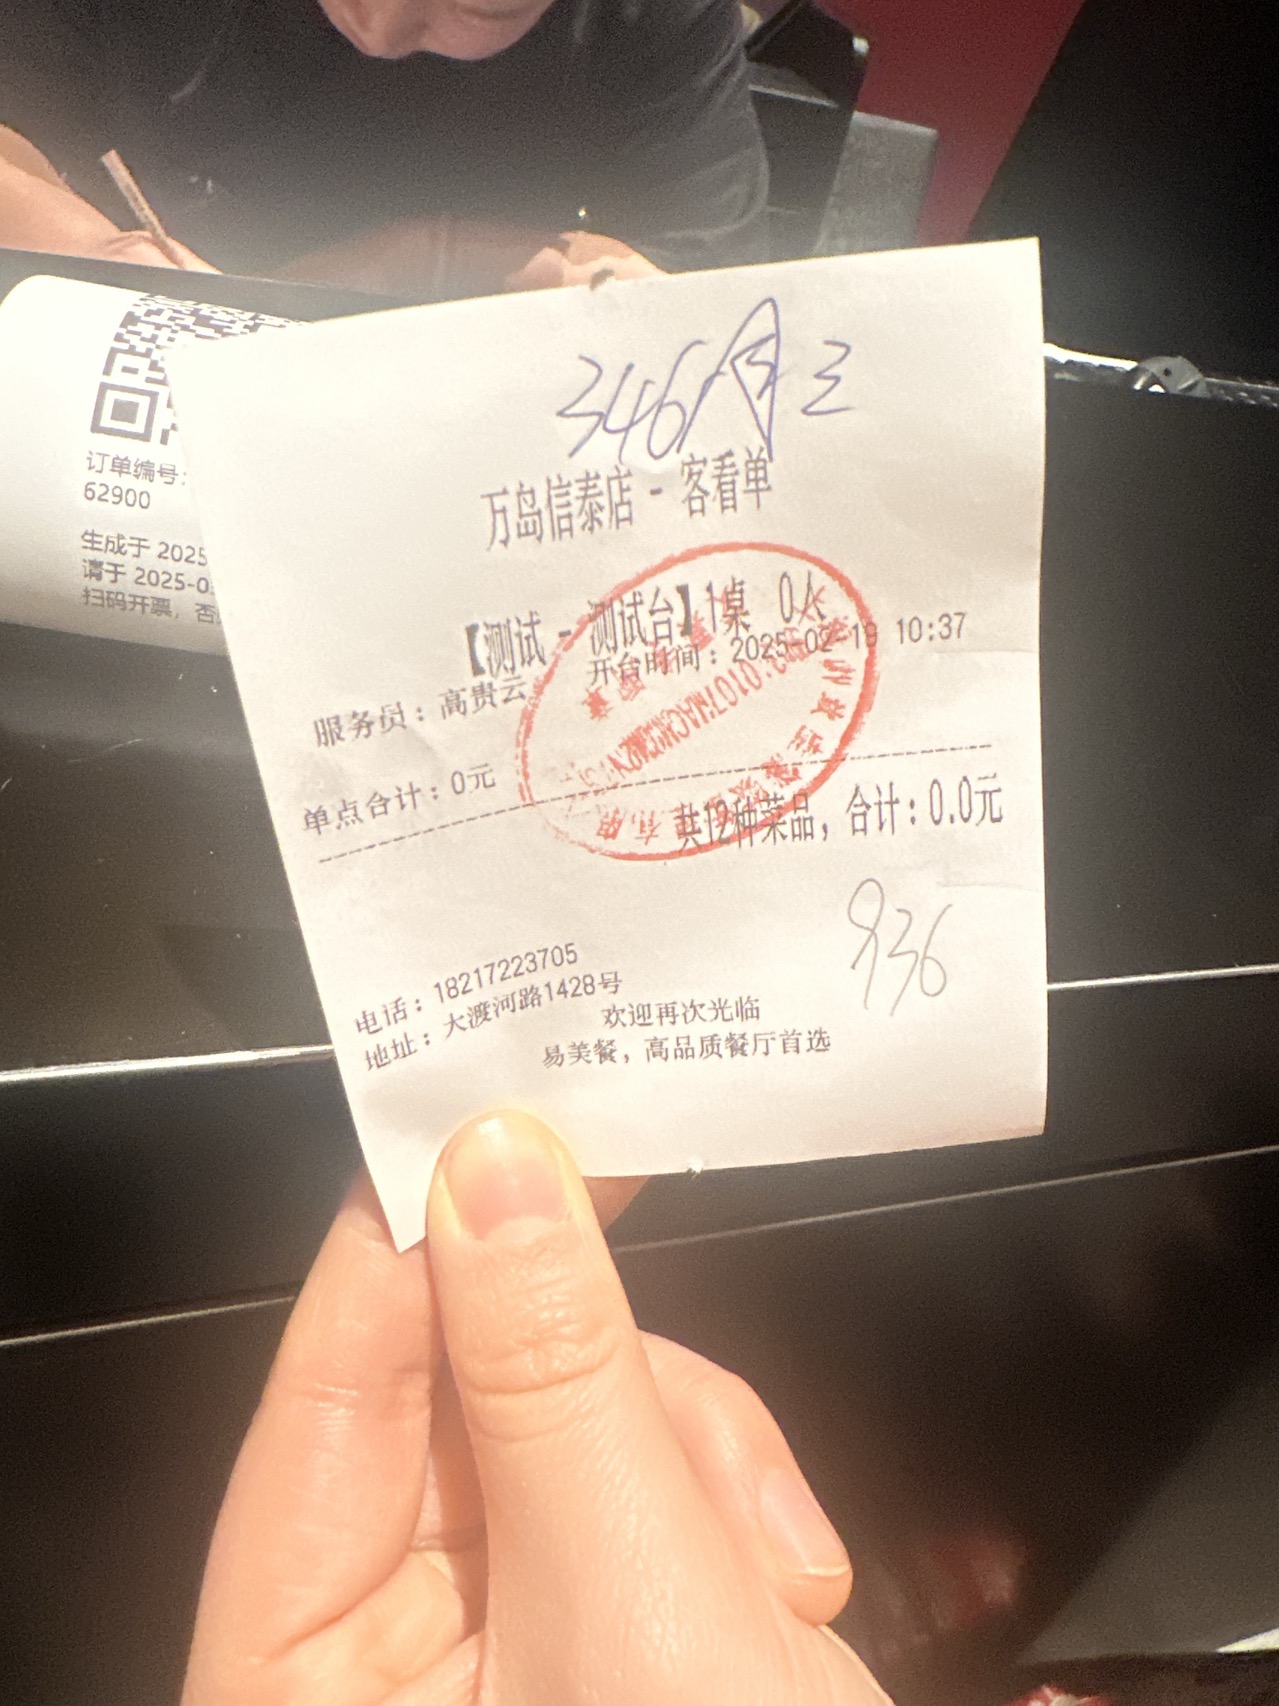 346 月 三
万岛信泰店 - 客看单
【测试 - 测试台】1桌 0人
服务员：高贵云 开台时间：2025-02-19 10:37
单点合计：0元
共12种菜品，合计：0.0元
936
电话：18217223705
地址：大渡河路1428号
欢迎再次光临
易美餐，高品质餐厅首选
订单编号：
62900
生成于 2025
请于 2025-0
扫码开票，否